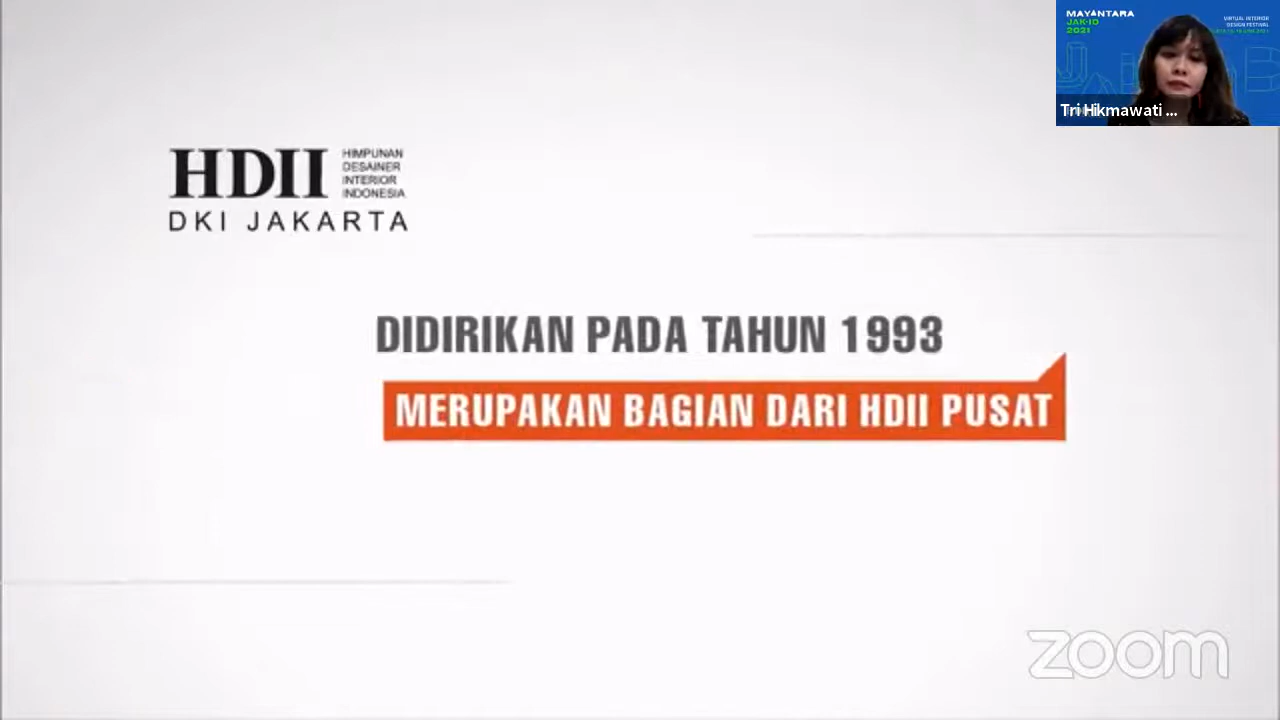 MAYANTARA
JAK-ID
2021
VIRTUAL INTERIOR
DESIGN FESTIVAL
2021
Tri Hikmawati ...
HDII
HIMPUNAN
DESAINER
INTERIOR
INDONESIA
DKI JAKARTA
DIDIRIKAN PADA TAHUN 1993
MERUPAKAN BAGIAN DARI HDII PUSAT
zoom